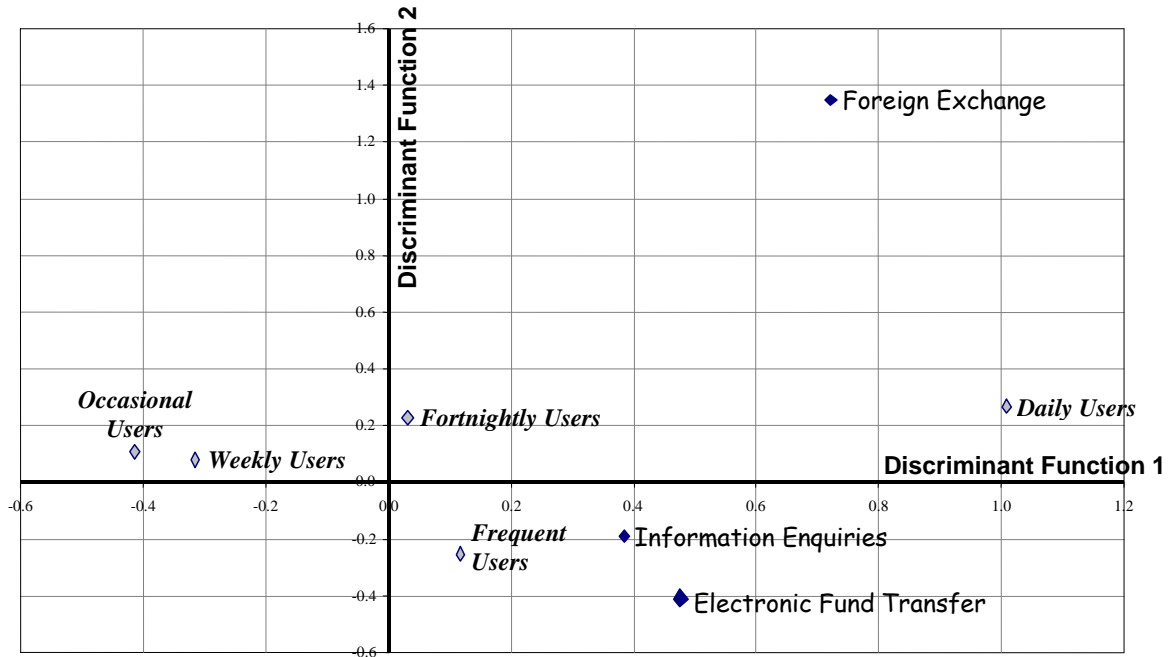 Discriminant Function 2
1.6
1.4
Foreign Exchange
1.2
1.0
0.8
0.6
0.4
Occasional
Users
Fortnightly Users
Daily Users
0.2
Weekly Users
Discriminant Function 1
0.0
-0.6
-0.4
-0.2
0.0
0.2
0.4
0.6
0.8
1.0
1.2
Frequent
Users
-0.2
Information Enquiries
-0.4
Electronic Fund Transfer
-0.6